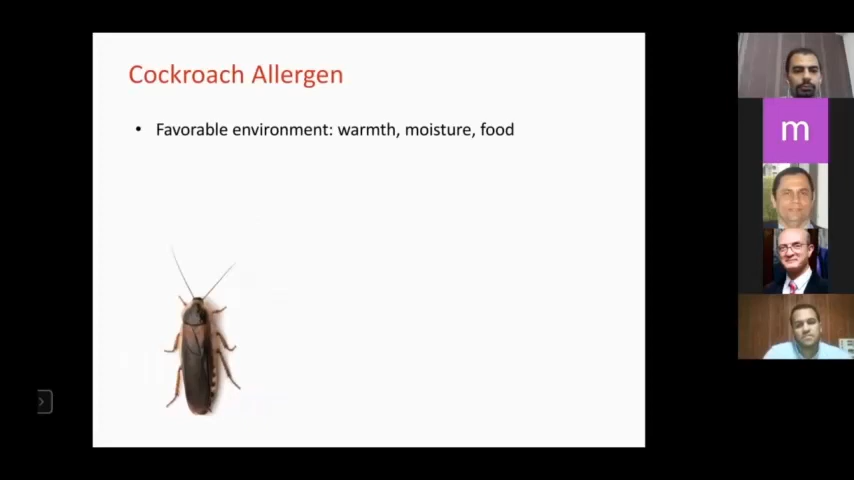 Cockroach Allergen
• Favorable environment: warmth, moisture, food
m